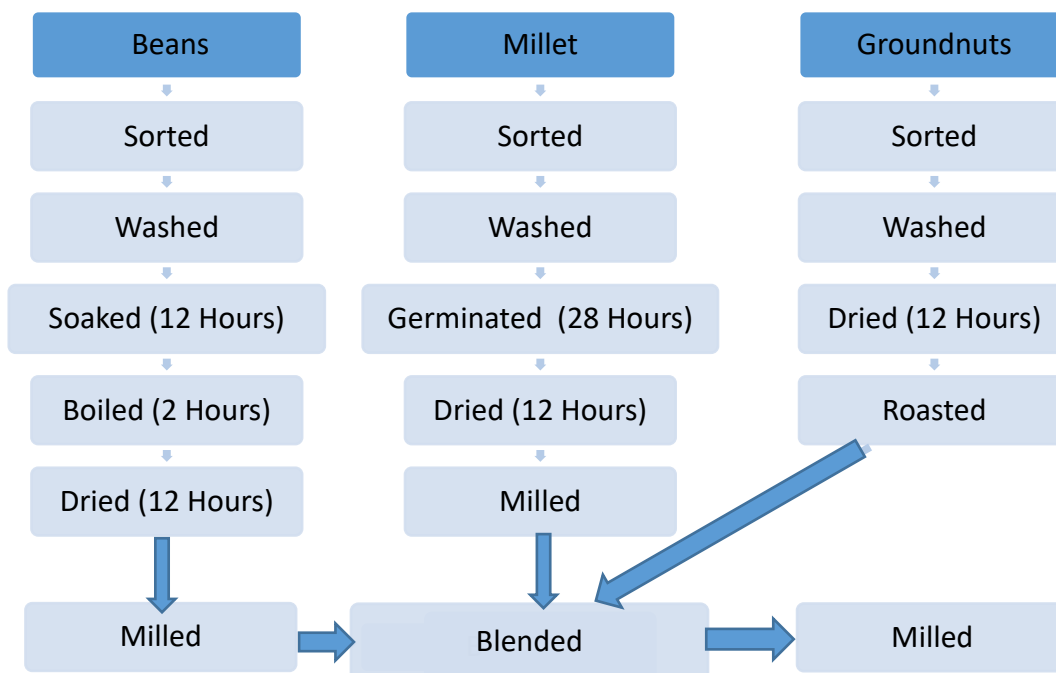 Beans
Millet
Groundnuts
Sorted
Sorted
Sorted
Washed
Washed
Washed
Soaked (12 Hours)
Germinated  (28 Hours)
Dried (12 Hours)
Boiled (2 Hours)
Dried (12 Hours)
Roasted
Dried (12 Hours)
Milled
Milled
Blended
Milled